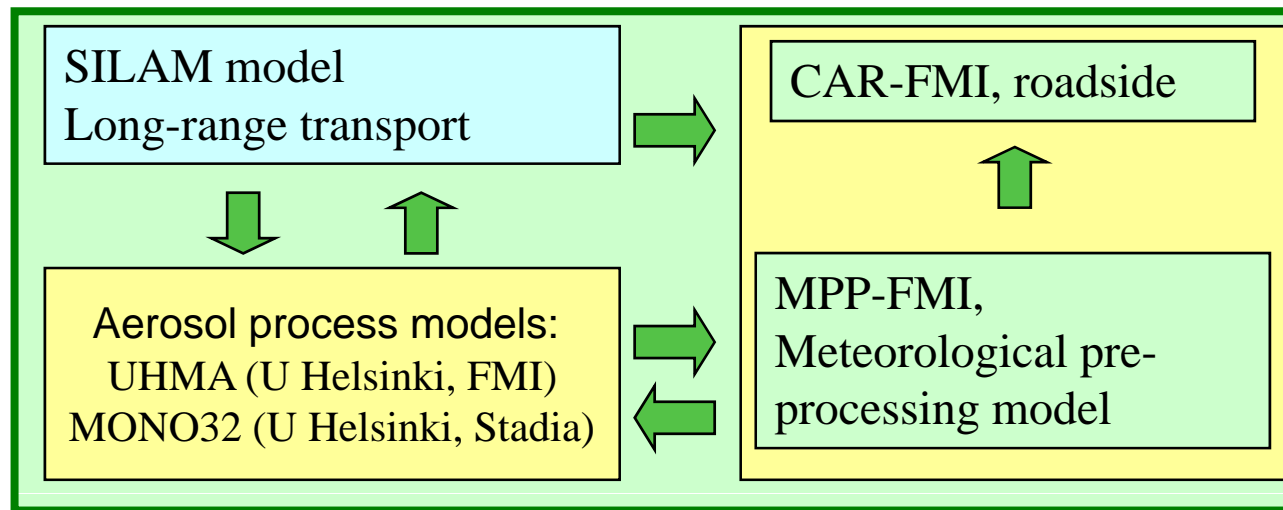 SILAM model
Long-range transport
CAR-FMI, roadside
Aerosol process models:
UHMA (U Helsinki, FMI)
MONO32 (U Helsinki, Stadia)
MPP-FMI,
Meteorological pre-
processing model